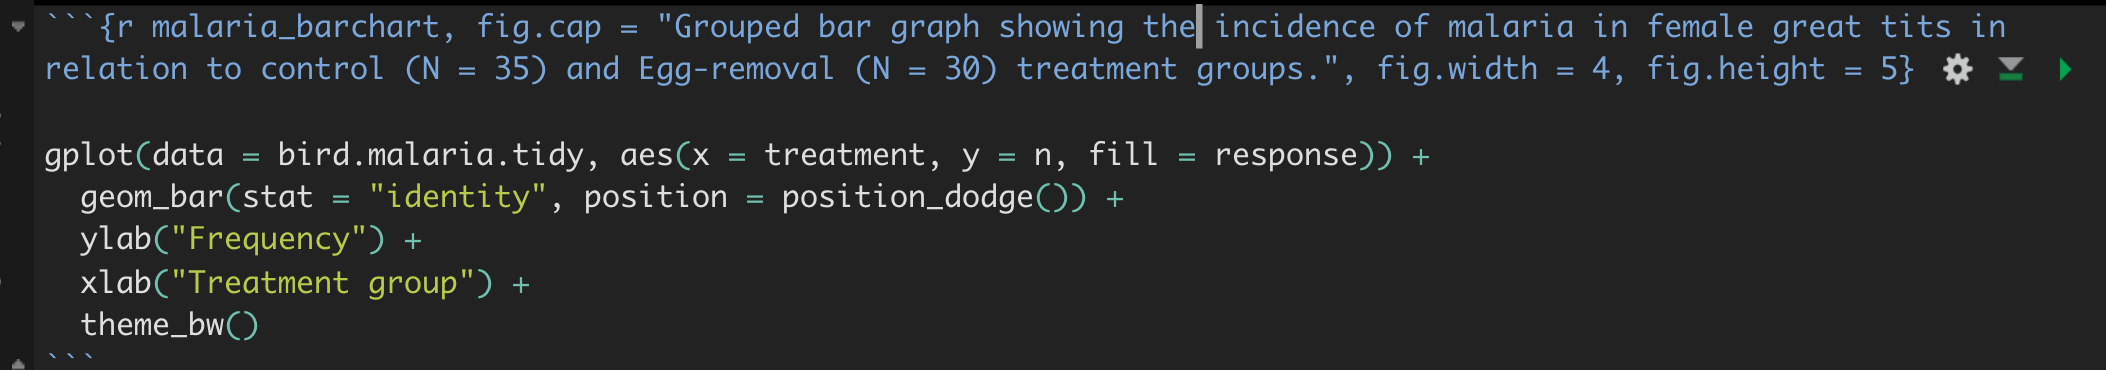 ```{r malaria_barchart, fig.cap = "Grouped bar graph showing the incidence of malaria in female great tits in
relation to control (N = 35) and Egg-removal (N = 30) treatment groups.", fig.width = 4, fig.height = 5}
gplot(data = bird.malaria.tidy, aes(x = treatment, y = n, fill = response)) +
  geom_bar(stat = "identity", position = position_dodge()) +
  ylab("Frequency") +
  xlab("Treatment group") +
  theme_bw()
```